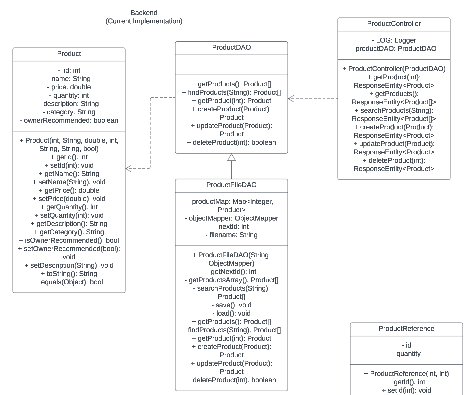 Backend
(Current Implementation)
Product
- id: int
name: String
- price: double
- quantity: int
description: String
- category: String
- ownerRecommended: boolean
+ Product(int, String, double, int,
String, String, bool)
+ getId(): int
+ setId(int): void
+ getName(): String
+ setName(String): void
+ getPrice(): double
+ setPrice(double): void
+ getQuantity(): int
+ setQuantity(int): void
+ getDescription(): String
+ getCategory(): String
+ isOwnerRecommended(): bool
+ setOwnerRecommended(bool):
void
+ setDescription(String): void
+ toString(): String
equals(Object): bool
ProductDAO
getProducts(): Product[]
+ findProducts(String): Product[]
+ getProduct(int): Product
+ createProduct(Product):
Product
+ updateProduct(Product):
Product
+ deleteProduct(int): boolean
ProductFileDAO
productMap: Map<Integer,
Product>
- objectMapper: ObjectMapper
nextId: int
- filename: String
+ ProductFileDAO(String
ObjectMapper)
getNextId(): int
- getProductsArray(): Product[]
- searchProducts(String):
Product[]
- save(): void
- load(): void
+ getProducts(): Product[]
findProducts(String): Product[]
+ getProduct(int): Product
+ createProduct(Product):
Product
+ updateProduct(Product):
Product
deleteProduct(int): boolean
ProductController
- LOG: Logger
productDAO: ProductDAO
+ ProductController(ProductDAO)
+ getProduct(int):
ResponseEntity<Product>
+ getProducts():
ResponseEntity<Product[]>
+ searchProducts(String):
ResponseEntity<Product[]>
+ createProduct(Product):
ResponseEntity<Product>
+ updateProduct(Product):
ResponseEntity<Product>
+ deleteProduct(int):
ResponseEntity<Product>
ProductReference
- id
quantity
+ ProductReference(int, int)
getId(): int
+ setId(int): void